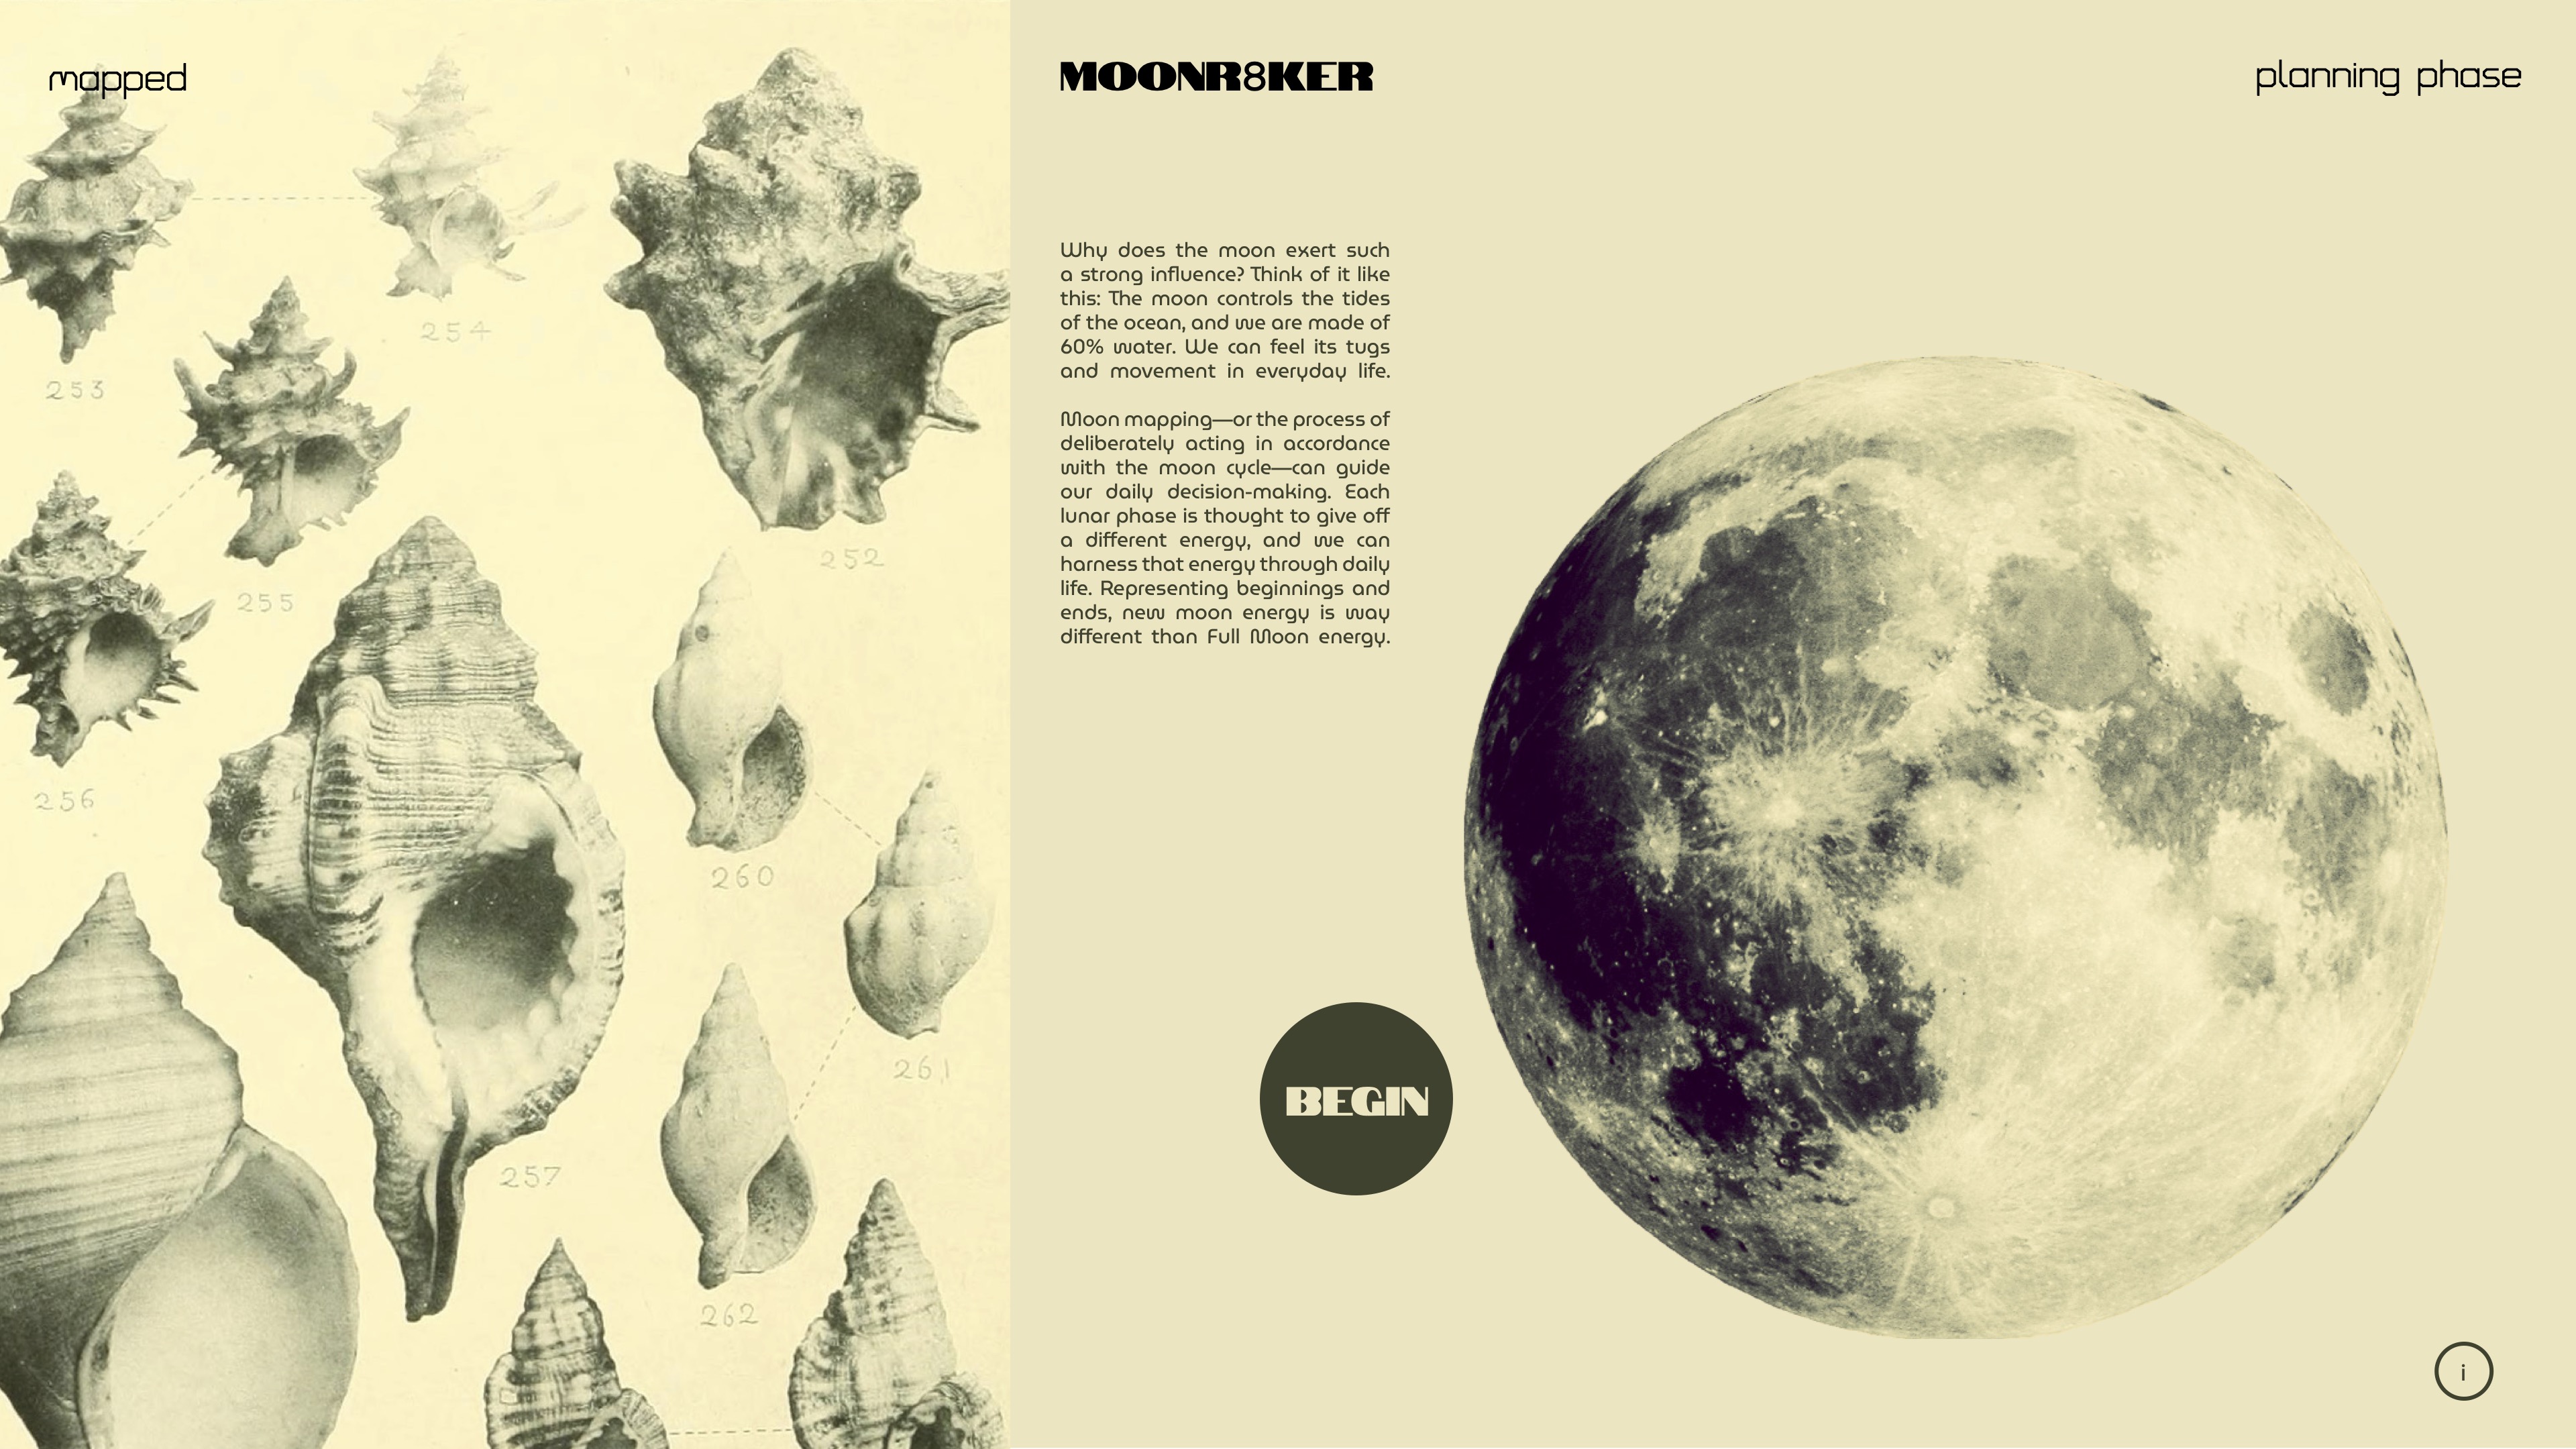 mapped
MOONR8KER
planning phase
Why does the moon exert such
a strong influence? Think of it like
this: The moon controls the tides
of the ocean, and we are made of
60% water. We can feel its tugs
and movement in everyday life.
Moon mapping—or the process of
deliberately acting in accordance
with the moon cycle—can guide
our daily decision-making. Each
lunar phase is thought to give off
a different energy, and we can
harness that energy through daily
life. Representing beginnings and
ends, new moon energy is way
different than Full Moon energy.
BEGIN
i
254
253
252
255
256
260
261
257
262